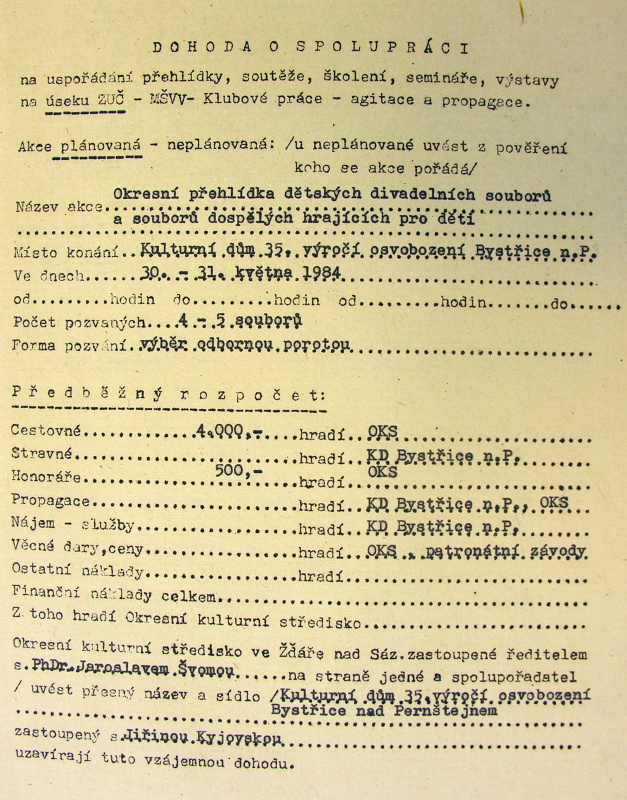 DOHODA O SPOLUPRÁCI
na uspořádání přehlídky, soutěže, školení, semináře, výstavy
na úseku ZUČ - MŠVV- Klubové práce - agitace a propagace.
Akce plánovaná - neplánovaná: /u neplánované uvést z pověření
koho se akce pořádá/
Název akce Okresní přehlídka dětských divadelních souborů
a souborů dospělých hrajících pro děti
Místo konání..Kulturní dům 35. výročí osvobození Bystřice n.P.
Ve dnech......30. - 31. května 1984
od.........hodin do.........hodin od.........hodin.......do......
Počet pozvaných....4 - 5 souborů
Forma pozvání..výběr odbornou porotou
Předběžný rozpočet:
Cestovné............4.000,-....hradí..OKS
Stravné........................hradí..KD Bystřice n.P.
Honoráře............500,-......hradí..OKS
Propagace......................hradí..KD Bystřice n.P., OKS
Nájem - služby.................hradí..KD Bystřice n.P.
Věcné dary,ceny................hradí..OKS , patronátní závody
Ostatní náklady................hradí..
Finanční náklady celkem.......
Z toho hradí Okresní kulturní středisko.......
Okresní kulturní středisko ve Žďáře nad Sáz.zastoupené ředitelem
s.PhDr.Jaroslavem Švomou......na straně jedné a spolupořadatel
/ uvést přesný název a sídlo /Kulturní dům 35.výročí osvobození
Bystřice nad Pernštejnem
zastoupený s.Jiřinou Kyjovskou
uzavírají tuto vzájemnou dohodu.